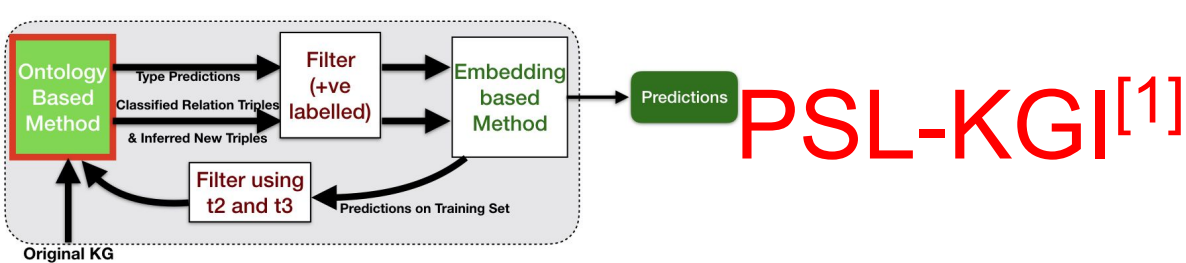 Ontology
Based
Method
Type Predictions
Classified Relation Triples
& Inferred New Triples
Filter
(+ve
labelled)
Embedding
based
Method
Predictions
PSL-KGI[1]
Filter using
t2 and t3
Predictions on Training Set
Original KG